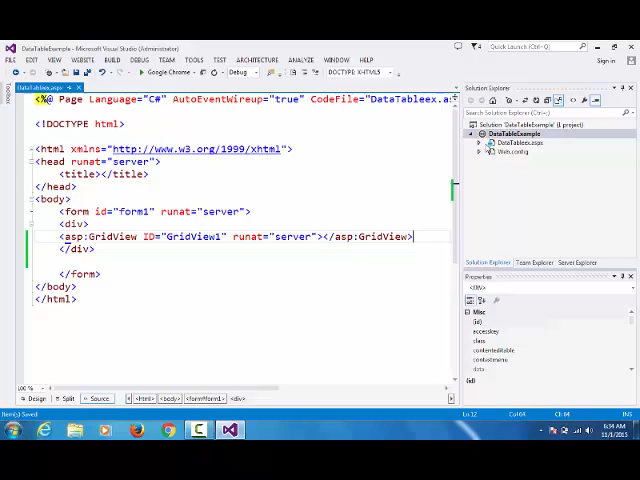 DataTableExample - Microsoft Visual Studio (Administrator)
Quick Launch (Ctrl+Q)
FILE EDIT VIEW WEBSITE BUILD DEBUG TEAM TOOLS TEST ARCHITECTURE ANALYZE WINDOW HELP
Sign in
Google Chrome Debug DOCTYPE: XHTML5
DataTableex.aspx
<%@ Page Language="C#" AutoEventWireup="true" CodeFile="DataTableex.as
<!DOCTYPE html>
<html xmlns="http://www.w3.org/1999/xhtml">
<head runat="server">
<title></title>
</head>
<body>
<form id="form1" runat="server">
<div>
<asp:GridView ID="GridView1" runat="server"></asp:GridView>
</div>
</form>
</body>
</html>
100 %
Design Split Source <html> <body> <form#form1> <div>
Solution Explorer
Search Solution Explorer (Ctrl+;)
Solution 'DataTableExample' (1 project)
DataTableExample
DataTableex.aspx
Web.config
Solution Explorer Team Explorer Class View
Properties
<DIV>
Misc
(id)
accesskey
class
contenteditable
contextmenu
data-
(id)
Item(s) Saved Ln 12 Col 64 Ch 64 INS
6:34 AM
11/1/2015